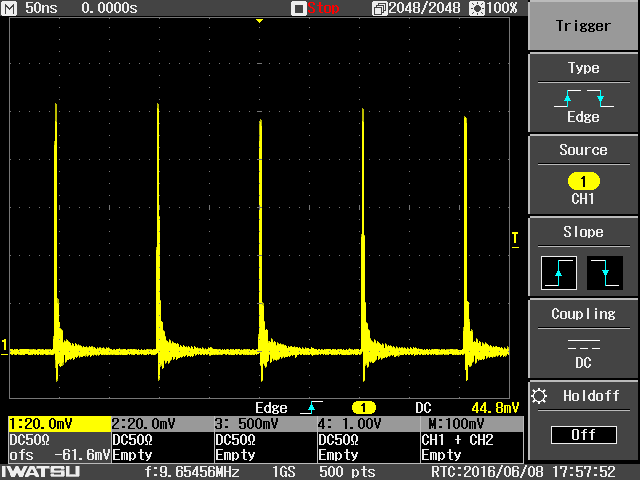 M 50ns 0.0000s Stop 2048/2048 100%
Trigger
Type
Edge
Source
1
CH1
Slope
T
Coupling
DC
1
Holdoff
Off
Edge 1 DC 44.8mV
1:20.0mV 2:20.0mV 3: 500mV 4: 1.00V M:100mV
DC50Ω DC50Ω DC50Ω DC50Ω CH1 + CH2
ofs -61.6mV Empty Empty Empty Empty
IWATSU f:9.65456MHz 1GS 500 pts RTC:2016/06/08 17:57:52